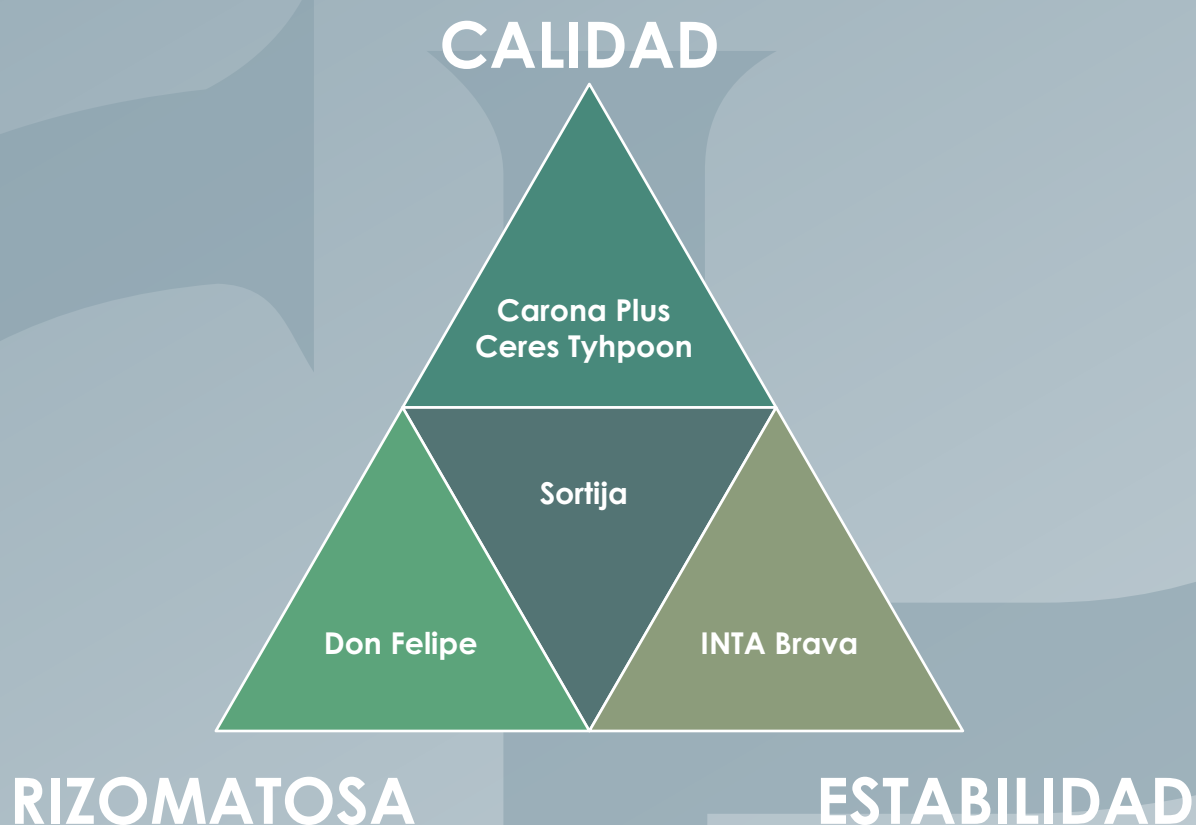 CALIDAD
Carona Plus
Ceres Tyhpoon
Sortija
Don Felipe
INTA Brava
RIZOMATOSA
ESTABILIDAD